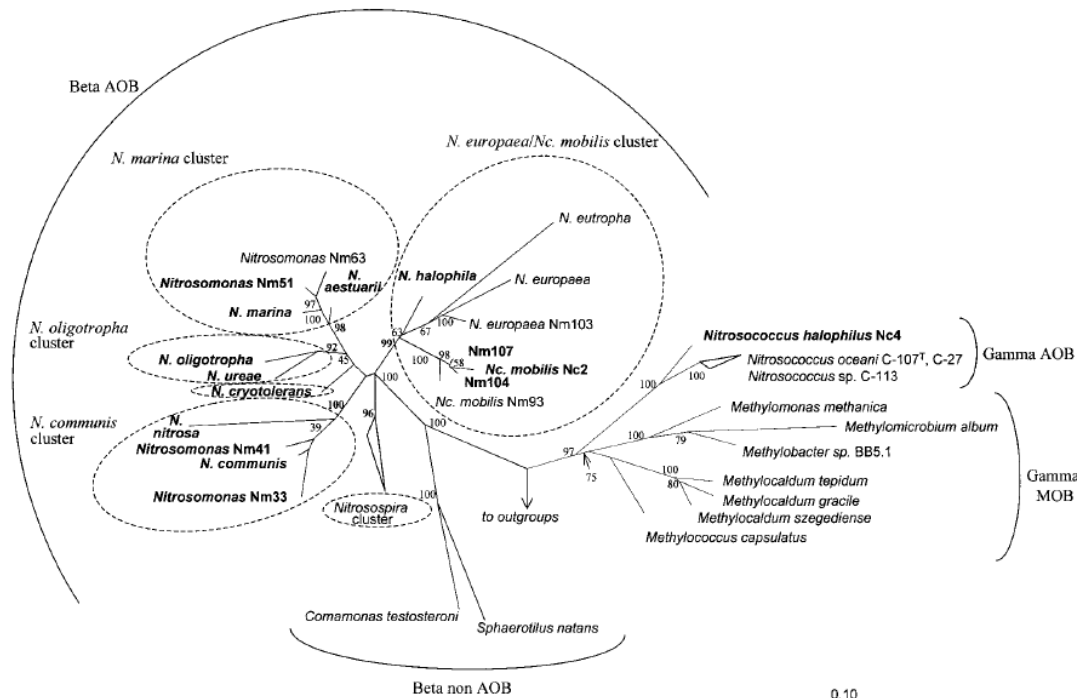 Beta AOB
N. marina cluster
N. europaea/Nc. mobilis cluster
N. eutropha
Nitrosomonas Nm63
Nitrosomonas Nm51
N. aestuarii
N. halophila
N. europaea
97
100
N. marina
98
63
67
100
N. europaea Nm103
N. oligotropha
cluster
92
45
99
N. oligotropha
N. ureae
100
98
58
Nm107
Nc. mobilis Nc2
Nm104
Nc. mobilis Nm93
Nitrosococcus halophilus Nc4
Nitrosococcus oceani C-107T, C-27
Nitrosococcus sp. C-113
100
100
Gamma AOB
N. cryotolerans
100
100
N. communis
cluster
N.
nitrosa
39
96
100
Nitrosomonas Nm41
N. communis
Nitrosomonas Nm33
Methylomonas methanica
Methylomicrobium album
100
79
97
Methylobacter sp. BB5.1
75
100
80
Methylocaldum tepidum
Methylocaldum gracile
Methylocaldum szegediense
Methylococcus capsulatus
Gamma
MOB
Nitrosospira
cluster
100
to outgroups
Comamonas testosteroni
Sphaerotilus natans
Beta non AOB
0.10